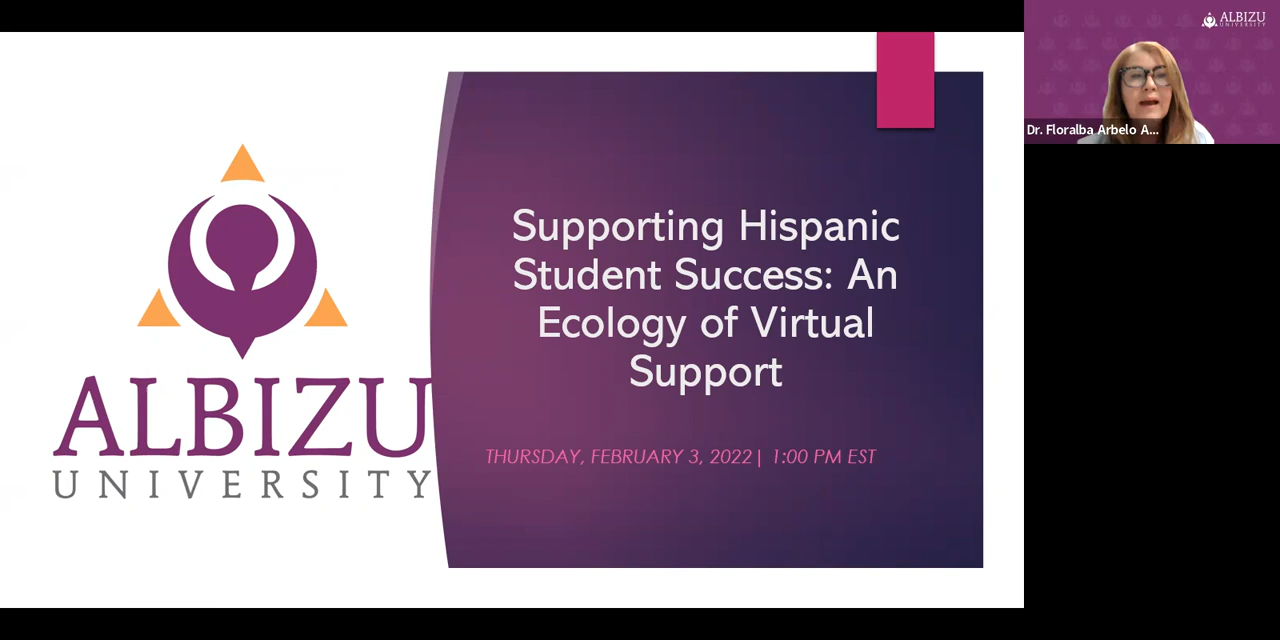 ALBIZU
UNIVERSITY
Supporting Hispanic
Student Success: An
Ecology of Virtual
Support
THURSDAY, FEBRUARY 3, 2022 | 1:00 PM EST
ALBIZU
UNIVERSITY
Dr. Floralba Arbelo A...